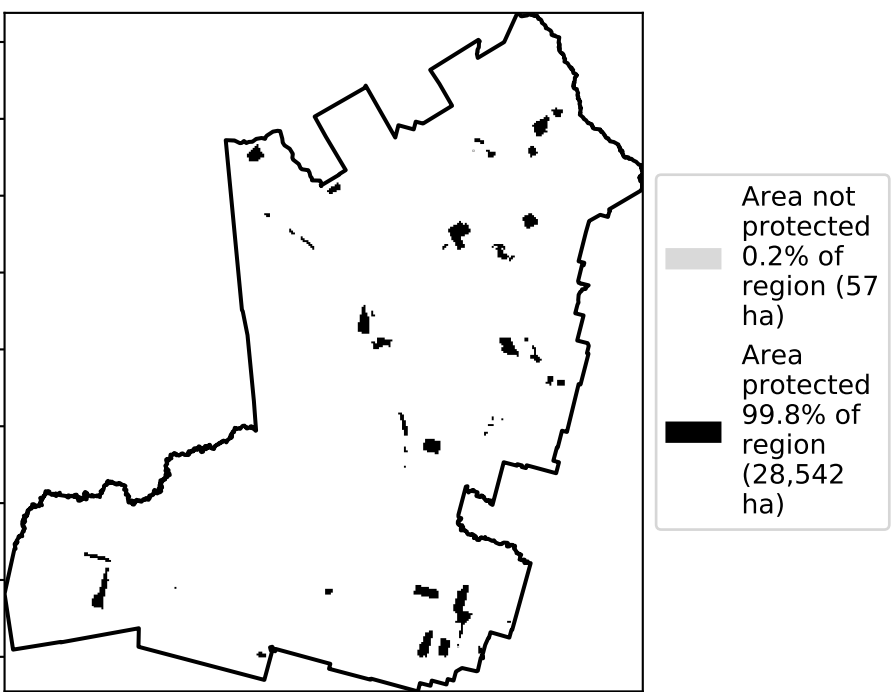 Area not
protected
0.2% of
region (57
ha)
Area
protected
99.8% of
region
(28,542
ha)